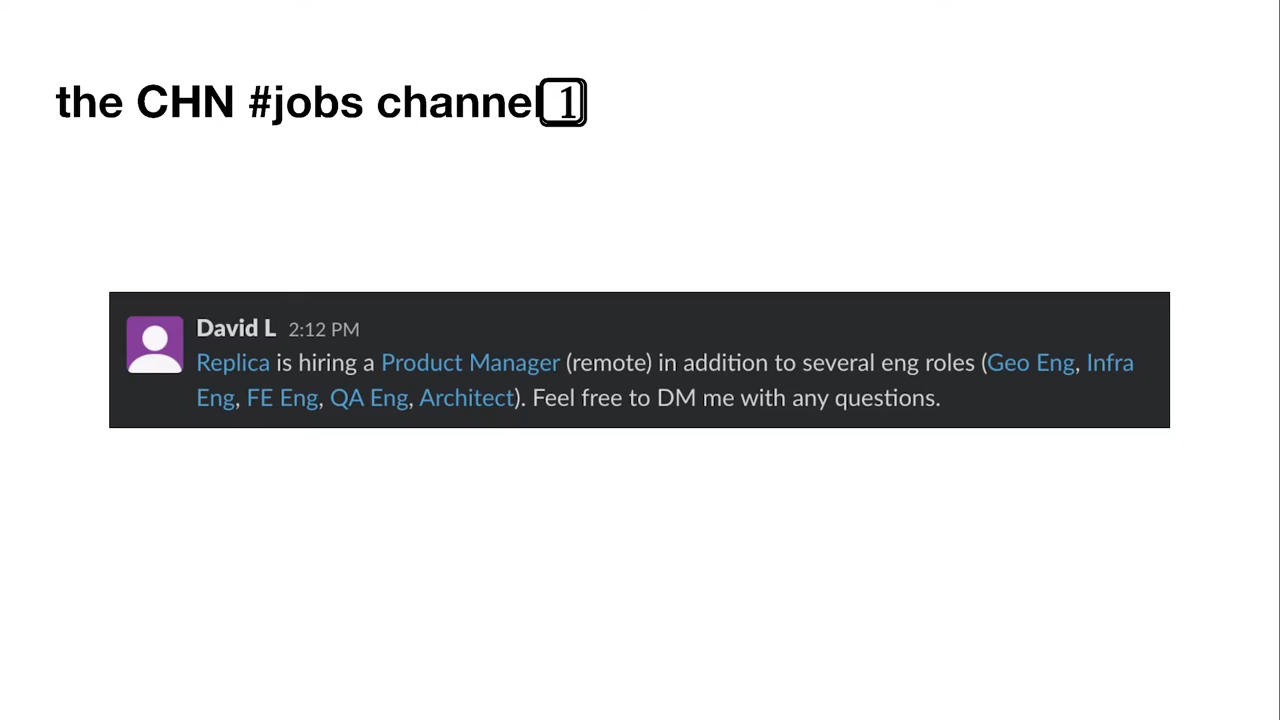 the CHN #jobs channel 1
David L 2:12 PM
Replica is hiring a Product Manager (remote) in addition to several eng roles (Geo Eng, Infra
Eng, FE Eng, QA Eng, Architect). Feel free to DM me with any questions.